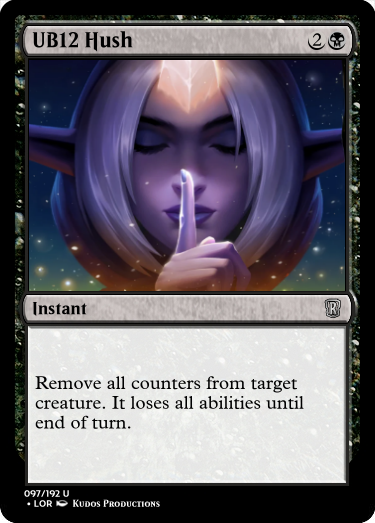 UB12 Hush 2
Instant R
Remove all counters from target
creature. It loses all abilities until
end of turn.
097/192 U
• LOR Kudos Productions